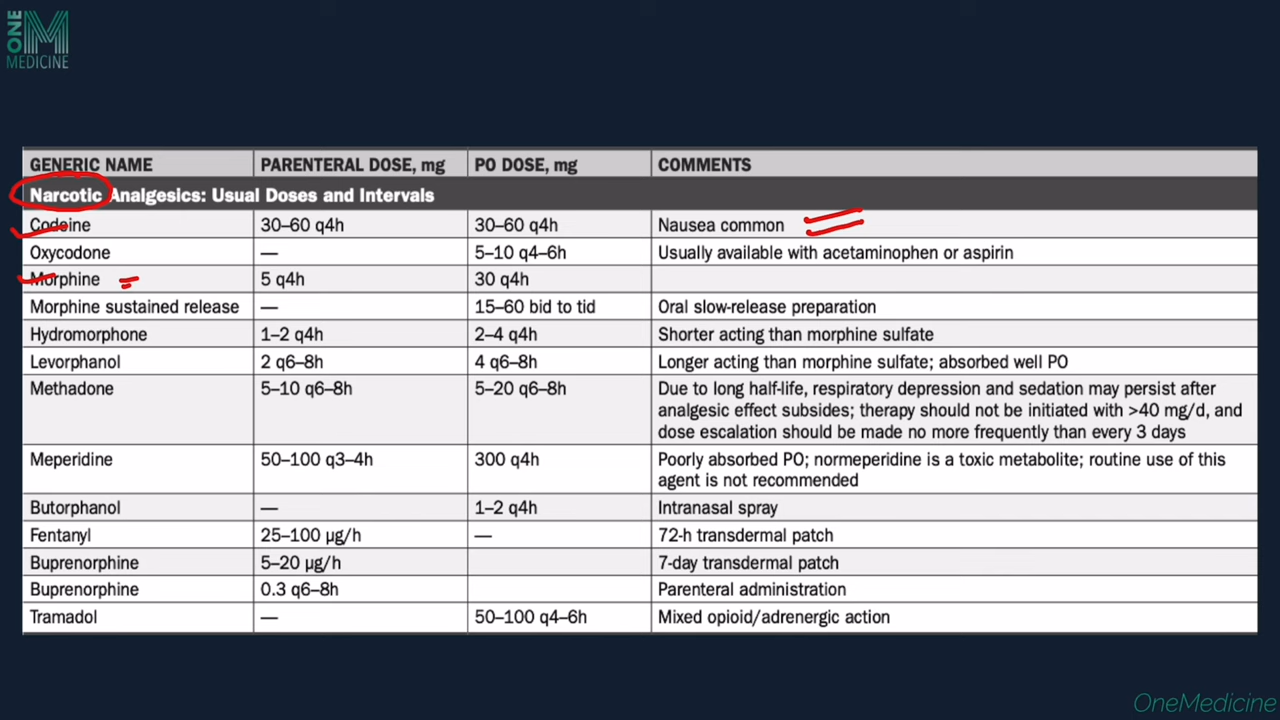 ONE
M
MEDICINE
GENERIC NAME PARENTERAL DOSE, mg PO DOSE, mg COMMENTS
Narcotic Analgesics: Usual Doses and Intervals
Codeine 30–60 q4h 30–60 q4h Nausea common
Oxycodone — 5–10 q4–6h Usually available with acetaminophen or aspirin
Morphine 5 q4h 30 q4h
Morphine sustained release — 15–60 bid to tid Oral slow-release preparation
Hydromorphone 1–2 q4h 2–4 q4h Shorter acting than morphine sulfate
Levorphanol 2 q6–8h 4 q6–8h Longer acting than morphine sulfate; absorbed well PO
Methadone 5–10 q6–8h 5–20 q6–8h Due to long half-life, respiratory depression and sedation may persist after
analgesic effect subsides; therapy should not be initiated with >40 mg/d, and
dose escalation should be made no more frequently than every 3 days
Meperidine 50–100 q3–4h 300 q4h Poorly absorbed PO; normeperidine is a toxic metabolite; routine use of this
agent is not recommended
Butorphanol — 1–2 q4h Intranasal spray
Fentanyl 25–100 µg/h — 72-h transdermal patch
Buprenorphine 5–20 µg/h 7-day transdermal patch
Buprenorphine 0.3 q6–8h Parenteral administration
Tramadol — 50–100 q4–6h Mixed opioid/adrenergic action
OneMedicine